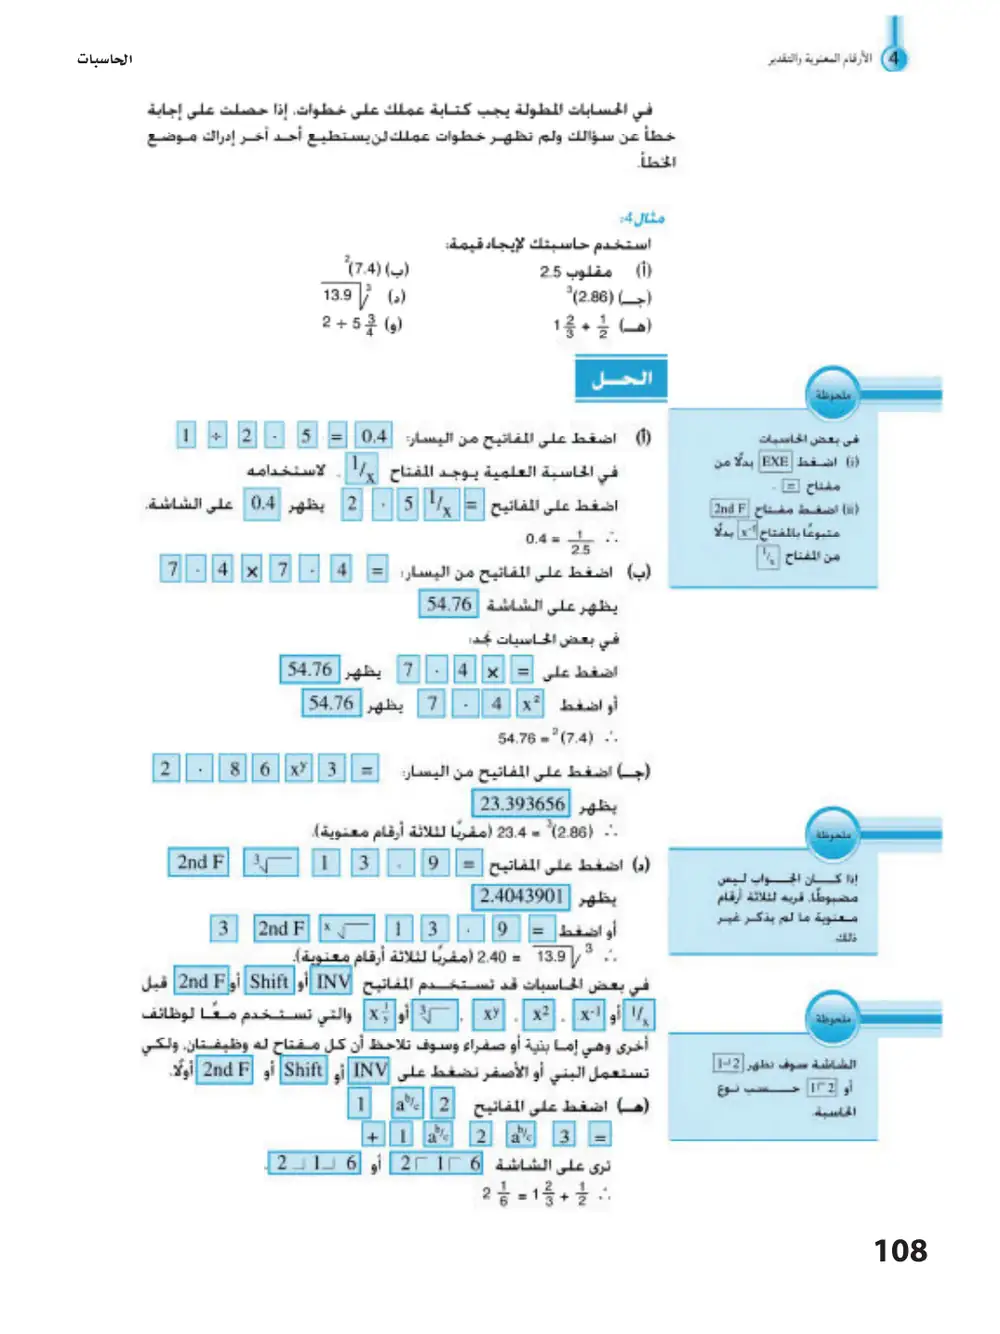 4 الأرقام المعنوية والتقدير
الحاسبات
في الحسابات المطولة يجب كتابة عملك على خطوات. إذا حصلت على إجابة
خطأ عن سؤالك ولم تظهر خطوات عملك لن يستطيع أحد آخر إدراك موضع
الخطأ.
مثال 4:
استخدم حاسبتك لإيجاد قيمة:
(أ) مقلوب 2.5 (ب) (7.4)²
(جـ) (2.86)³ (د) ∛13.9
(هـ) 1/2 + 1 2/3 (و) 2 ÷ 5 3/4
الحـــل
(أ) اضغط على المفاتيح من اليسار: 1 ÷ 2 · 5 = 0.4
في الحاسبة العلمية يوجد المفتاح 1/x . لاستخدامه
اضغط على المفاتيح 2 · 5 1/x = يظهر 0.4 على الشاشة.
∴ 1/2.5 = 0.4
(ب) اضغط على المفاتيح من اليسار: 7 · 4 × 7 · 4 =
يظهر على الشاشة 54.76
في بعض الحاسبات نجد:
اضغط على 7 · 4 × = يظهر 54.76
أو اضغط 7 · 4 x² يظهر 54.76
∴ (7.4)² = 54.76
(جـ) اضغط على المفاتيح من اليسار: 2 · 8 6 xʸ 3 =
يظهر 23.393656
∴ (2.86)³ = 23.4 (مقربًا لثلاثة أرقام معنوية).
(د) اضغط على المفاتيح 2nd F ∛ 1 3 · 9 =
يظهر 2.4043901
أو اضغط 3 2nd F ˣ√ 1 3 · 9 =
∴ ∛13.9 = 2.40 (مقربًا لثلاثة أرقام معنوية).
في بعض الحاسبات قد تستخدم المفاتيح INV أو Shift أو 2nd F قبل
1/x أو x⁻¹ . x² . xʸ . ∛ أو x^(1/y) والتي تستخدم معًا لوظائف
أخرى وهي إما بنية أو صفراء وسوف تلاحظ أن كل مفتاح له وظيفتان. ولكي
تستعمل البني أو الأصفر نضغط على INV أو Shift أو 2nd F أولًا.
(هـ) اضغط على المفاتيح 1 aᵇ/c 2
+ 1 aᵇ/c 2 aᵇ/c 3 =
ترى على الشاشة 2⌈1⌈6 أو 2⌟1⌟6 .
∴ 1/2 + 1 2/3 = 2 1/6
ملحوظة
في بعض الحاسبات
(i) اضغط EXE بدلًا من
مفتاح = .
(ii) اضغط مفتاح 2nd F
متبوعًا بالمفتاح x⁻¹ بدلًا
من المفتاح 1/x
ملحوظة
إذا كان الجواب ليس
مضبوطًا، قربه لثلاثة أرقام
معنوية ما لم يذكر غير
ذلك.
ملحوظة
الشاشة سوف تظهر 1⌟2
أو 1⌈2 حسب نوع
الحاسبة.
108